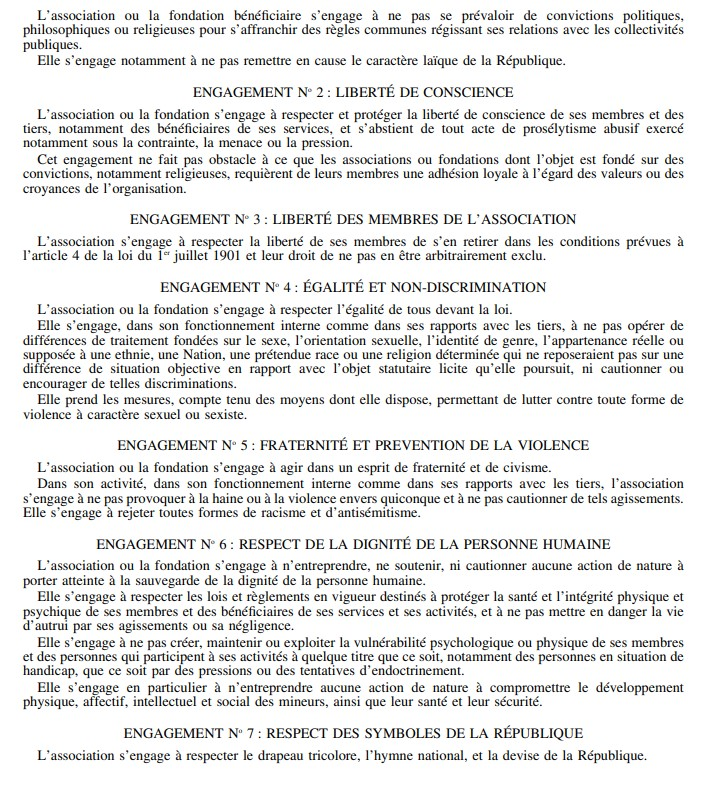 L’association ou la fondation bénéficiaire s’engage à ne pas se prévaloir de convictions politiques,
philosophiques ou religieuses pour s’affranchir des règles communes régissant ses relations avec les collectivités
publiques.
Elle s’engage notamment à ne pas remettre en cause le caractère laïque de la République.
ENGAGEMENT Nº 2 : LIBERTÉ DE CONSCIENCE
L’association ou la fondation s’engage à respecter et protéger la liberté de conscience de ses membres et des
tiers, notamment des bénéficiaires de ses services, et s’abstient de tout acte de prosélytisme abusif exercé
notamment sous la contrainte, la menace ou la pression.
Cet engagement ne fait pas obstacle à ce que les associations ou fondations dont l’objet est fondé sur des
convictions, notamment religieuses, requièrent de leurs membres une adhésion loyale à l’égard des valeurs ou des
croyances de l’organisation.
ENGAGEMENT Nº 3 : LIBERTÉ DES MEMBRES DE L’ASSOCIATION
L’association s’engage à respecter la liberté de ses membres de s’en retirer dans les conditions prévues à
l’article 4 de la loi du 1er juillet 1901 et leur droit de ne pas en être arbitrairement exclu.
ENGAGEMENT Nº 4 : ÉGALITÉ ET NON-DISCRIMINATION
L’association ou la fondation s’engage à respecter l’égalité de tous devant la loi.
Elle s’engage, dans son fonctionnement interne comme dans ses rapports avec les tiers, à ne pas opérer de
différences de traitement fondées sur le sexe, l’orientation sexuelle, l’identité de genre, l’appartenance réelle ou
supposée à une ethnie, une Nation, une prétendue race ou une religion déterminée qui ne reposeraient pas sur une
différence de situation objective en rapport avec l’objet statutaire licite qu’elle poursuit, ni cautionner ou
encourager de telles discriminations.
Elle prend les mesures, compte tenu des moyens dont elle dispose, permettant de lutter contre toute forme de
violence à caractère sexuel ou sexiste.
ENGAGEMENT Nº 5 : FRATERNITÉ ET PREVENTION DE LA VIOLENCE
L’association ou la fondation s’engage à agir dans un esprit de fraternité et de civisme.
Dans son activité, dans son fonctionnement interne comme dans ses rapports avec les tiers, l’association
s’engage à ne pas provoquer à la haine ou à la violence envers quiconque et à ne pas cautionner de tels agissements.
Elle s’engage à rejeter toutes formes de racisme et d’antisémitisme.
ENGAGEMENT Nº 6 : RESPECT DE LA DIGNITÉ DE LA PERSONNE HUMAINE
L’association ou la fondation s’engage à n’entreprendre, ne soutenir, ni cautionner aucune action de nature à
porter atteinte à la sauvegarde de la dignité de la personne humaine.
Elle s’engage à respecter les lois et règlements en vigueur destinés à protéger la santé et l’intégrité physique et
psychique de ses membres et des bénéficiaires de ses services et ses activités, et à ne pas mettre en danger la vie
d’autrui par ses agissements ou sa négligence.
Elle s’engage à ne pas créer, maintenir ou exploiter la vulnérabilité psychologique ou physique de ses membres
et des personnes qui participent à ses activités à quelque titre que ce soit, notamment des personnes en situation de
handicap, que ce soit par des pressions ou des tentatives d’endoctrinement.
Elle s’engage en particulier à n’entreprendre aucune action de nature à compromettre le développement
physique, affectif, intellectuel et social des mineurs, ainsi que leur santé et leur sécurité.
ENGAGEMENT Nº 7 : RESPECT DES SYMBOLES DE LA RÉPUBLIQUE
L’association s’engage à respecter le drapeau tricolore, l’hymne national, et la devise de la République.